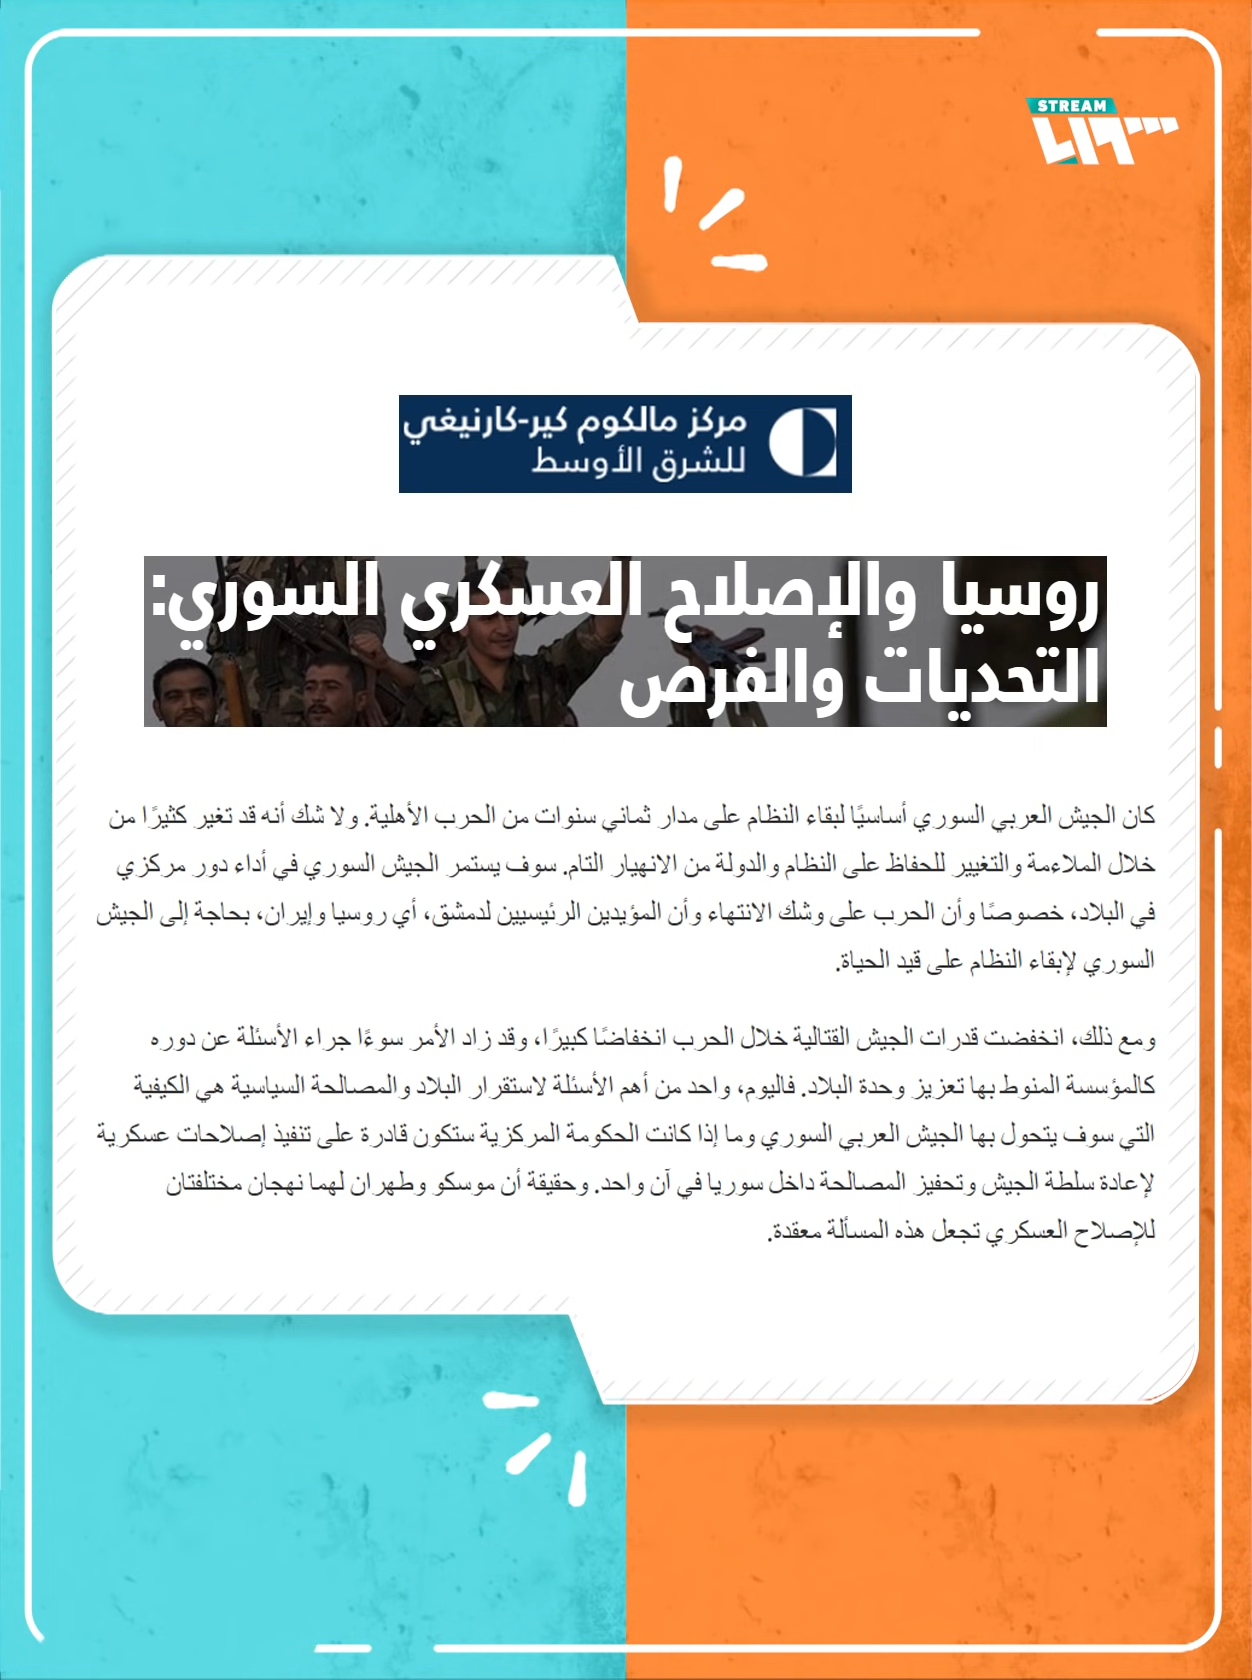 STREAM
سوريا
مركز مالكوم كير-كارنيغي
للشرق الأوسط
روسيا والإصلاح العسكري السوري:
التحديات والفرص
كان الجيش العربي السوري أساسيًا لبقاء النظام على مدار ثماني سنوات من الحرب الأهلية. ولا شك أنه قد تغير كثيرًا من
خلال الملاءمة والتغيير للحفاظ على النظام والدولة من الانهيار التام. سوف يستمر الجيش السوري في أداء دور مركزي
في البلاد، خصوصًا وأن الحرب على وشك الانتهاء وأن المؤيدين الرئيسيين لدمشق، أي روسيا وإيران، بحاجة إلى الجيش
السوري لإبقاء النظام على قيد الحياة.
ومع ذلك، انخفضت قدرات الجيش القتالية خلال الحرب انخفاضًا كبيرًا، وقد زاد الأمر سوءًا جراء الأسئلة عن دوره
كالمؤسسة المنوط بها تعزيز وحدة البلاد. فاليوم، واحد من أهم الأسئلة لاستقرار البلاد والمصالحة السياسية هي الكيفية
التي سوف يتحول بها الجيش العربي السوري وما إذا كانت الحكومة المركزية ستكون قادرة على تنفيذ إصلاحات عسكرية
لإعادة سلطة الجيش وتحفيز المصالحة داخل سوريا في آن واحد. وحقيقة أن موسكو وطهران لهما نهجان مختلفتان
للإصلاح العسكري تجعل هذه المسألة معقدة.